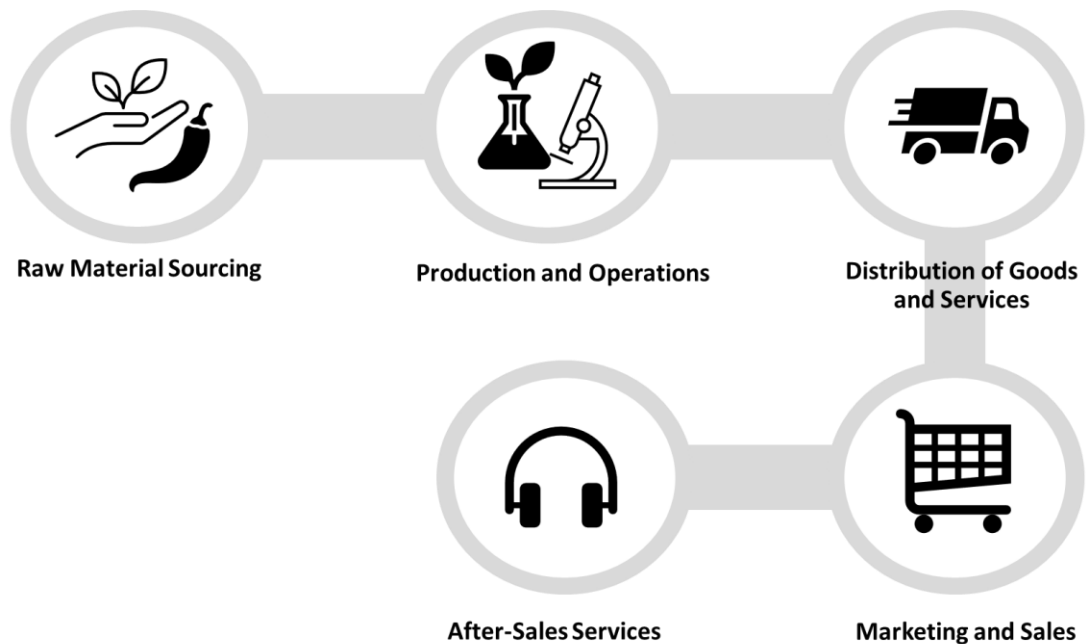 Raw Material Sourcing
Production and Operations
Distribution of Goods
and Services
After-Sales Services
Marketing and Sales